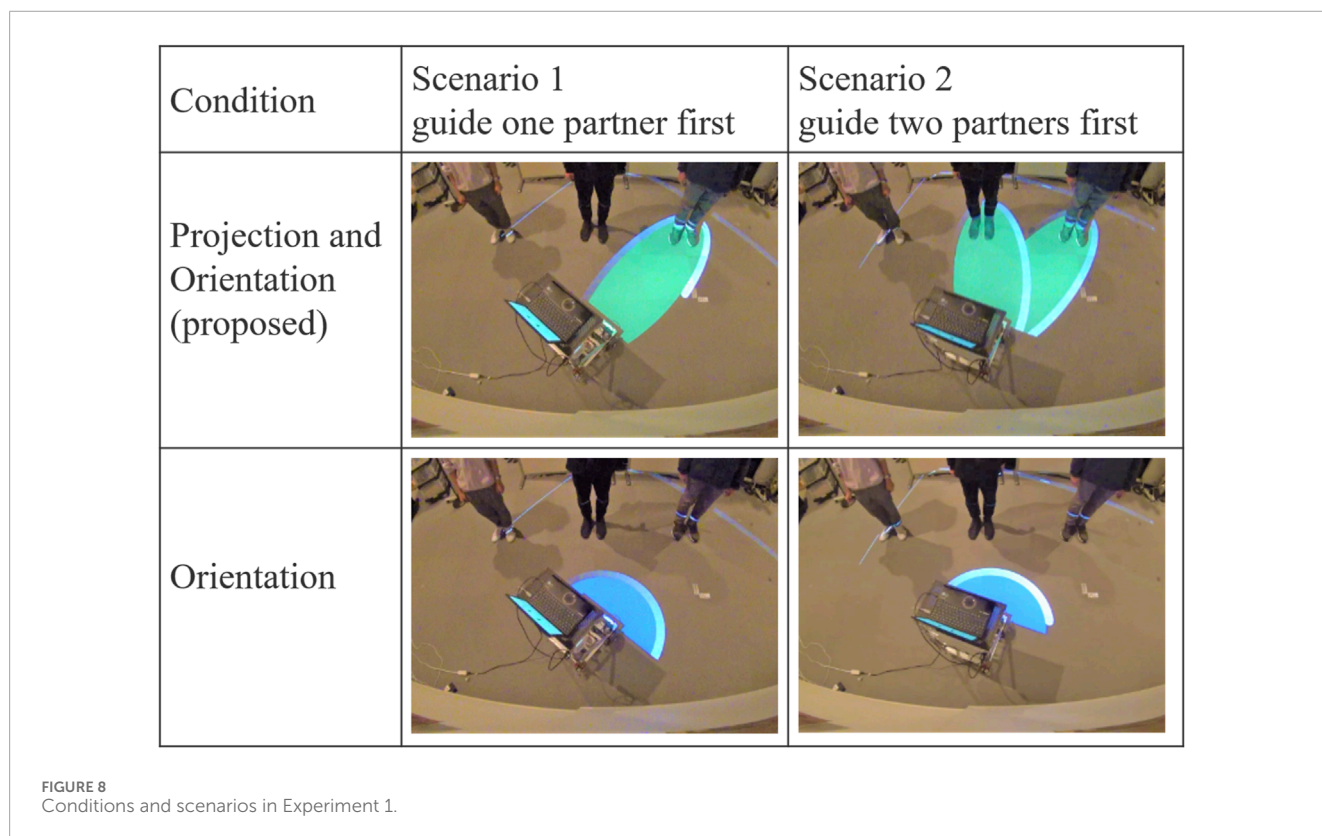 Condition
Scenario 1
guide one partner first
Scenario 2
guide two partners first
Projection and
Orientation
(proposed)
Orientation
FIGURE 8
Conditions and scenarios in Experiment 1.